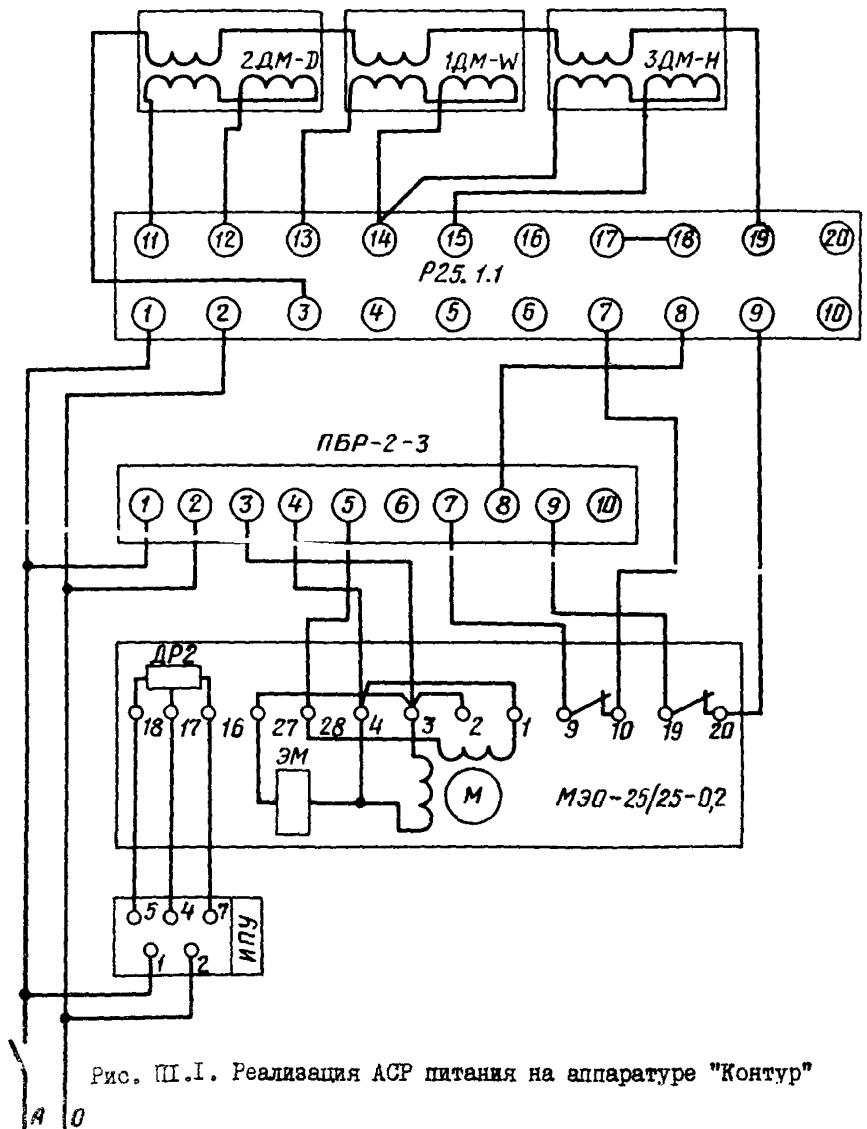 2ДМ-D 1ДМ-W 3ДМ-H
11 12 13 14 15 16 17 18 19 20
Р25.1.1
1 2 3 4 5 6 7 8 9 10
ПБР-2-3
1 2 3 4 5 6 7 8 9 10
ДР2
18 17 16 27 28 4 3 2 1 9 10 19 20
ЭМ
М
МЭО-25/25-0,2
5 4 7
ИПУ
1 2
Рис. III.I. Реализация АСР питания на аппаратуре "Контур"
А 0